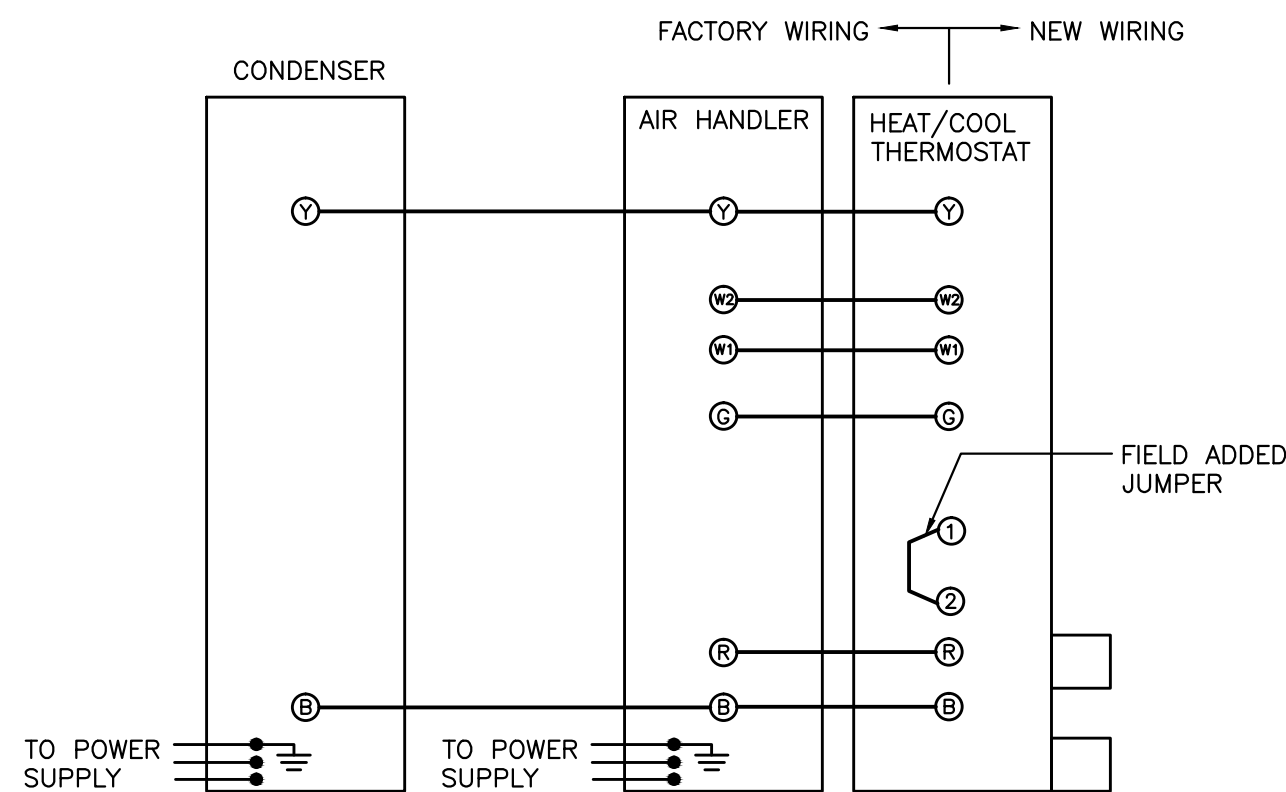 FACTORY WIRING
NEW WIRING
CONDENSER
AIR HANDLER
HEAT/COOL
THERMOSTAT
Y
Y
Y
W2
W2
W1
W1
G
G
FIELD ADDED
JUMPER
1
2
R
R
B
B
B
TO POWER
SUPPLY
TO POWER
SUPPLY